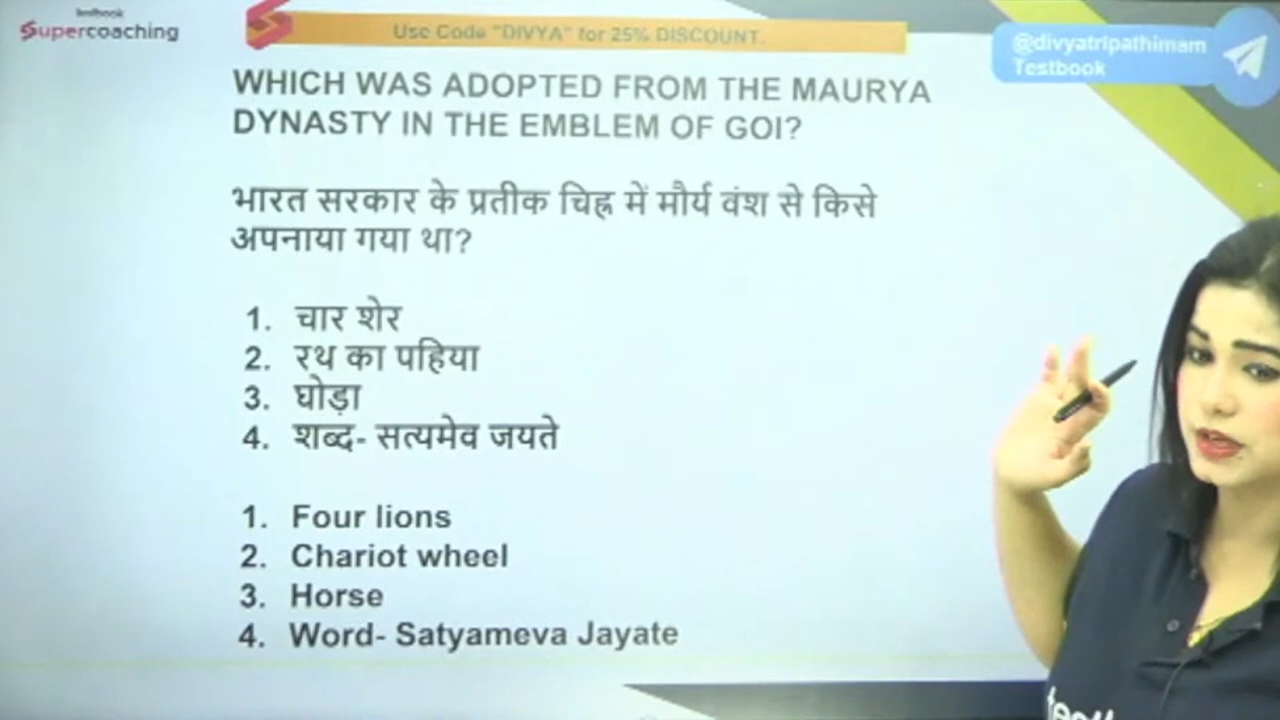 testbook
Supercoaching
Use Code "DIVYA" for 25% DISCOUNT.
@divyatripathimam
Testbook
WHICH WAS ADOPTED FROM THE MAURYA
DYNASTY IN THE EMBLEM OF GOI?
भारत सरकार के प्रतीक चिह्न में मौर्य वंश से किसे
अपनाया गया था?
1. चार शेर
2. रथ का पहिया
3. घोड़ा
4. शब्द- सत्यमेव जयते
1. Four lions
2. Chariot wheel
3. Horse
4. Word- Satyameva Jayate